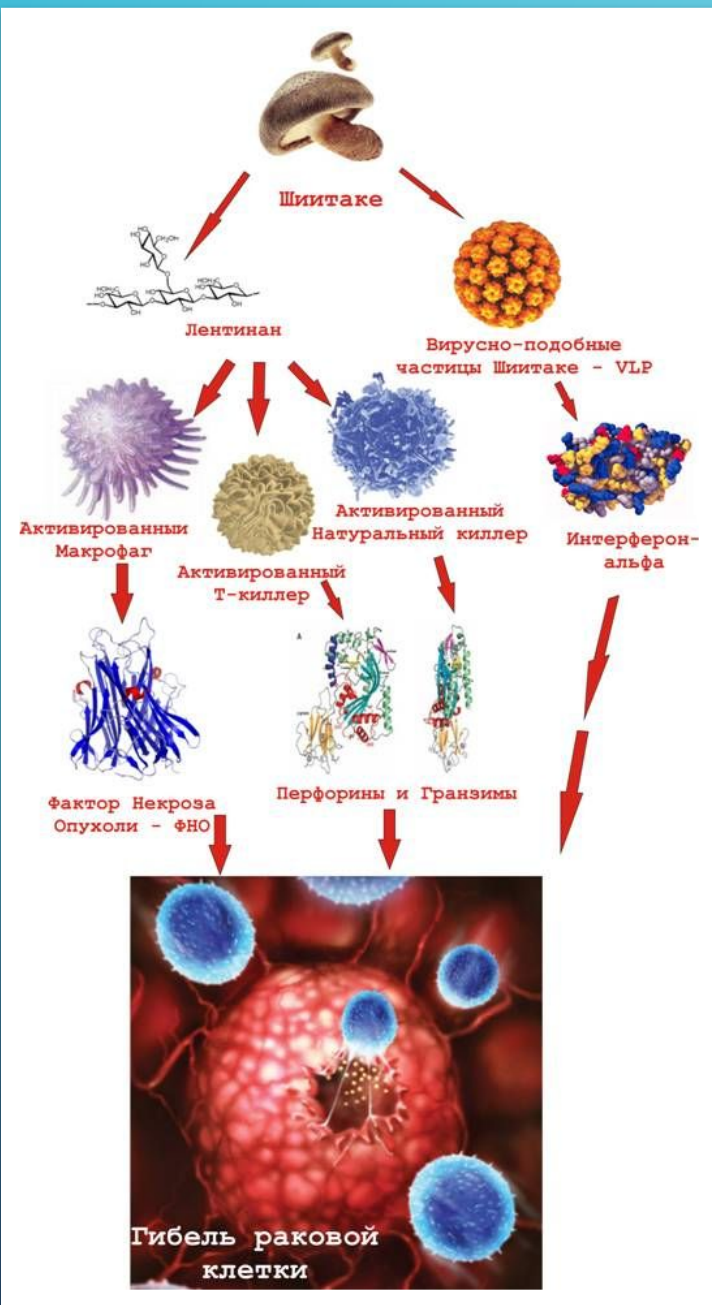 Шиитаке
Лентинан
Вирусно-подобные
частицы Шиитаке - VLP
Активированный
Макрофаг
Активированный
Т-киллер
Активированный
Натуральный киллер
Интерферон-
альфа
A
Фактор Некроза
Опухоли - ФНО
Перфорины и Гранзимы
Гибель раковой
клетки